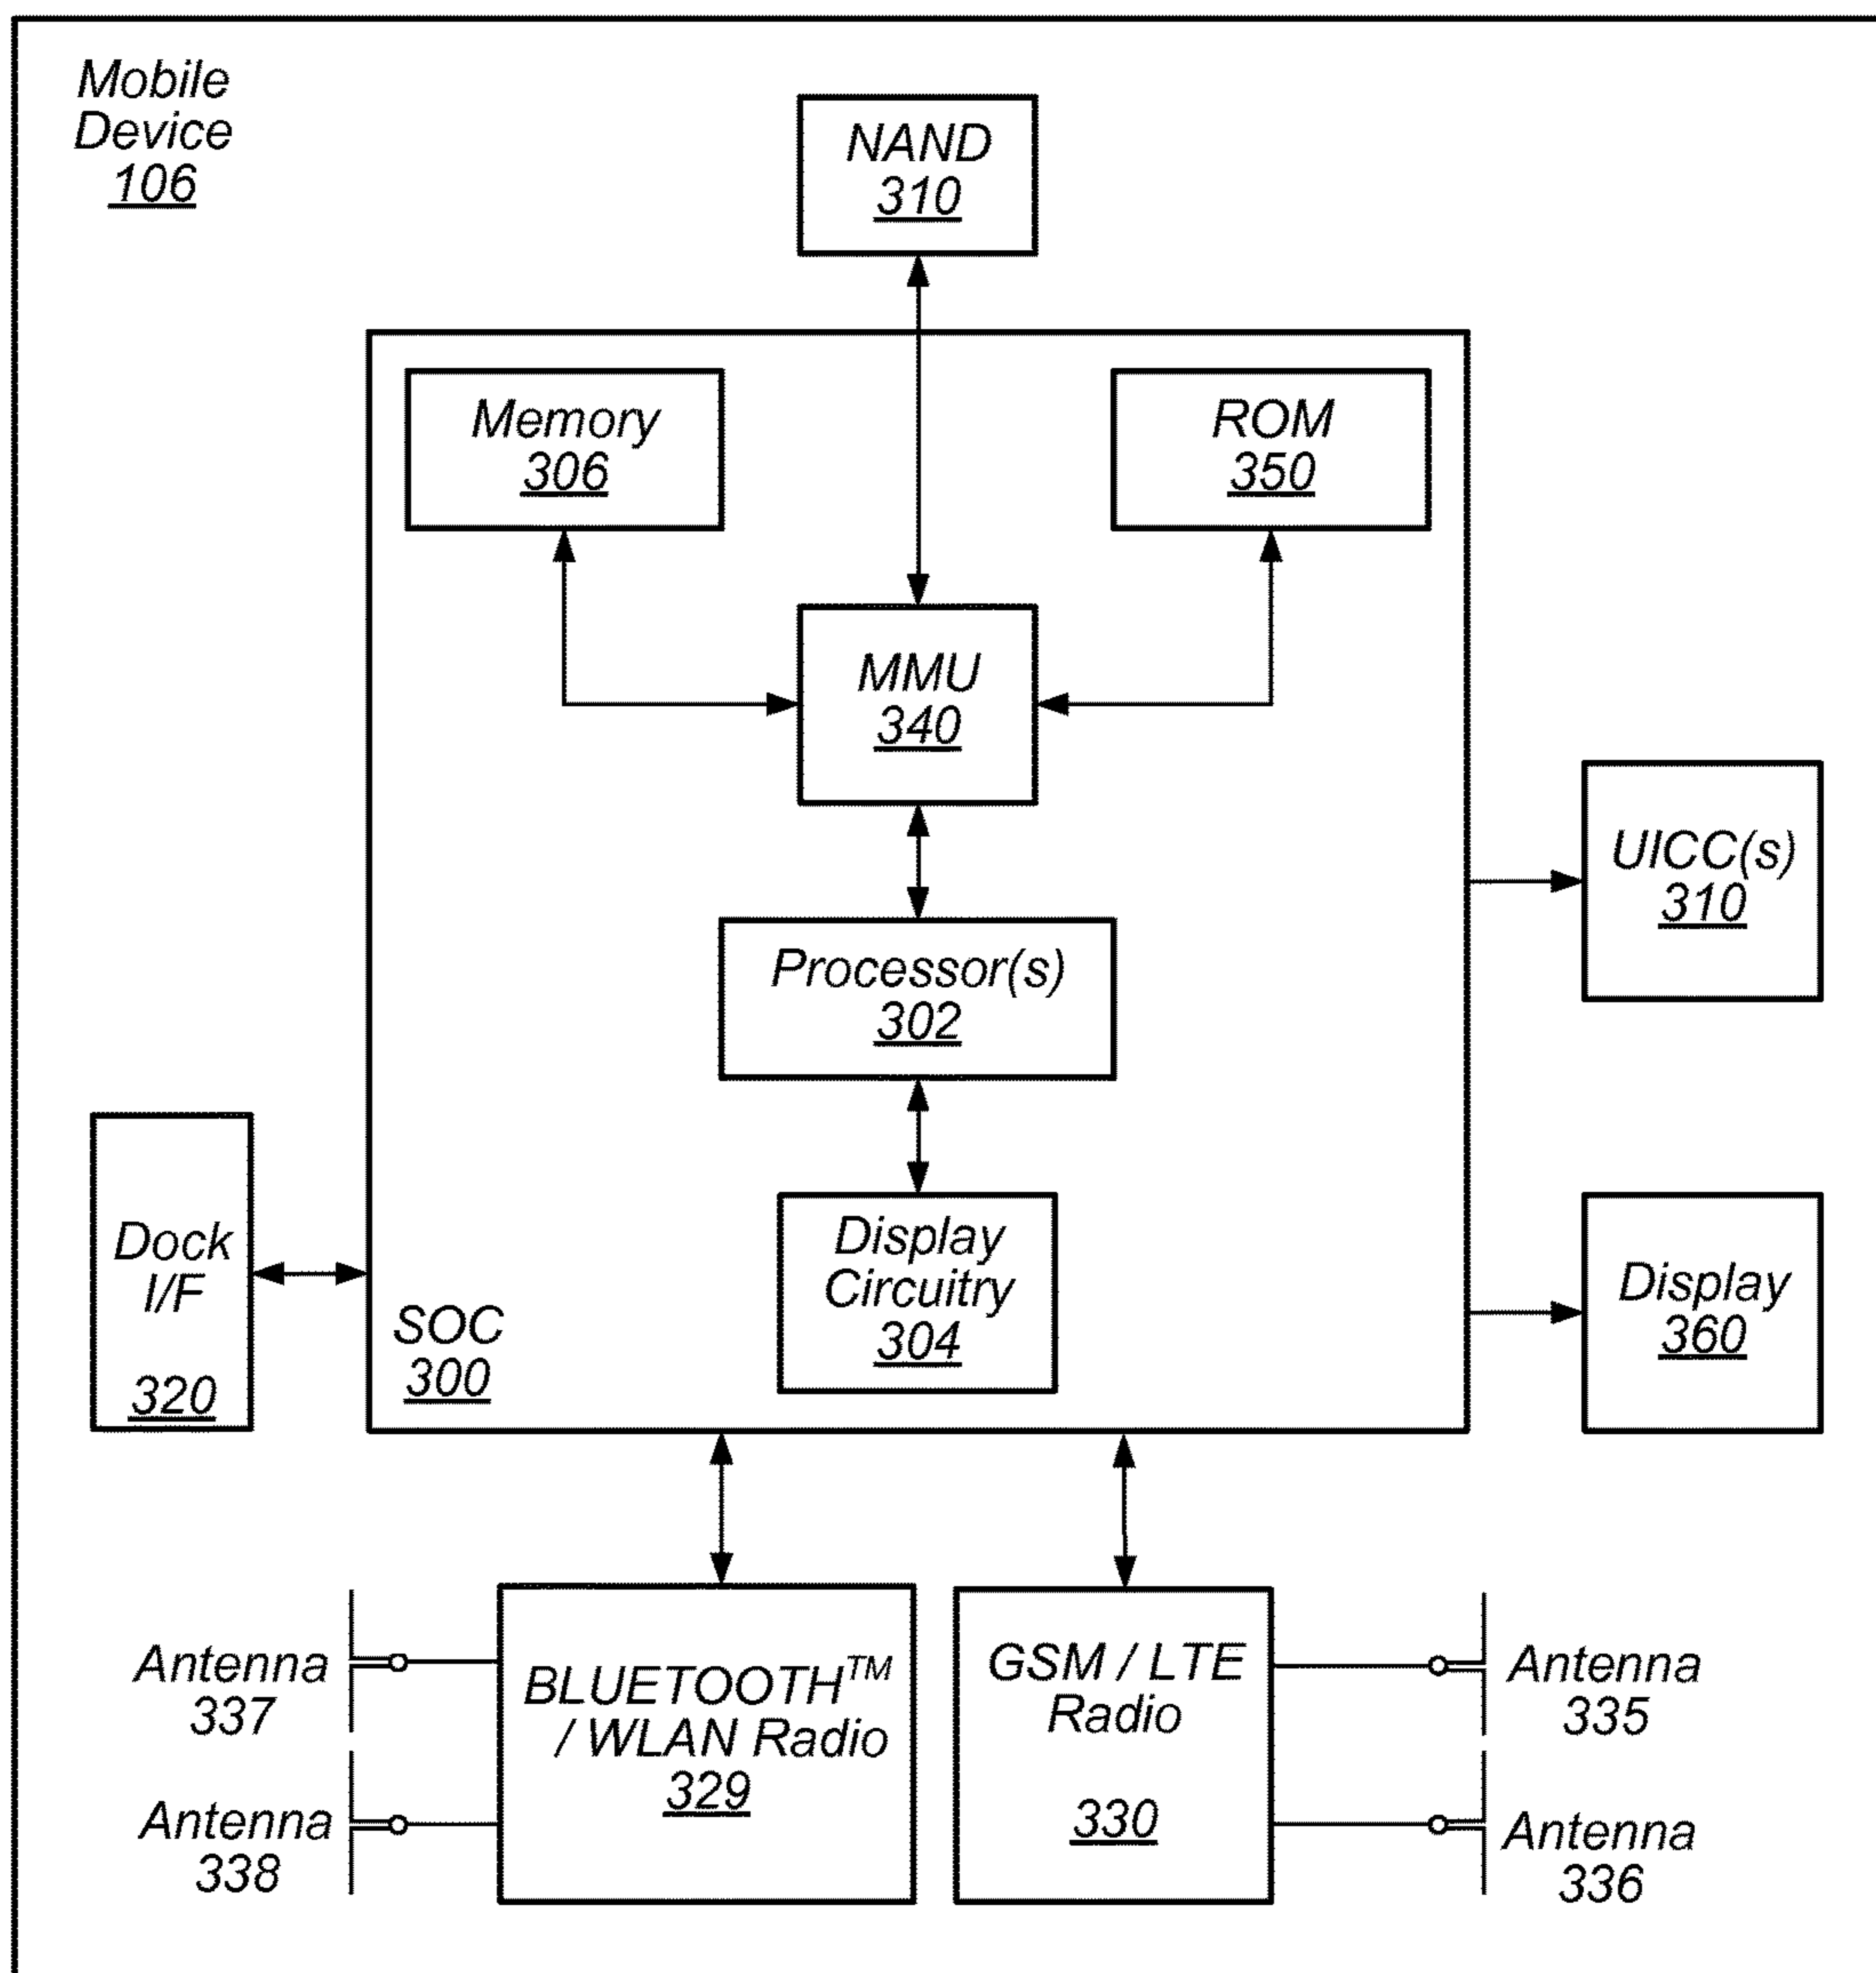 Mobile
Device
106
NAND
310
Memory
306
ROM
350
MMU
340
UICC(s)
310
Processor(s)
302
Dock
I/F
320
Display
Circuitry
304
SOC
300
Display
360
Antenna
337
Antenna
338
BLUETOOTH™
/ WLAN Radio
329
GSM / LTE
Radio
330
Antenna
335
Antenna
336